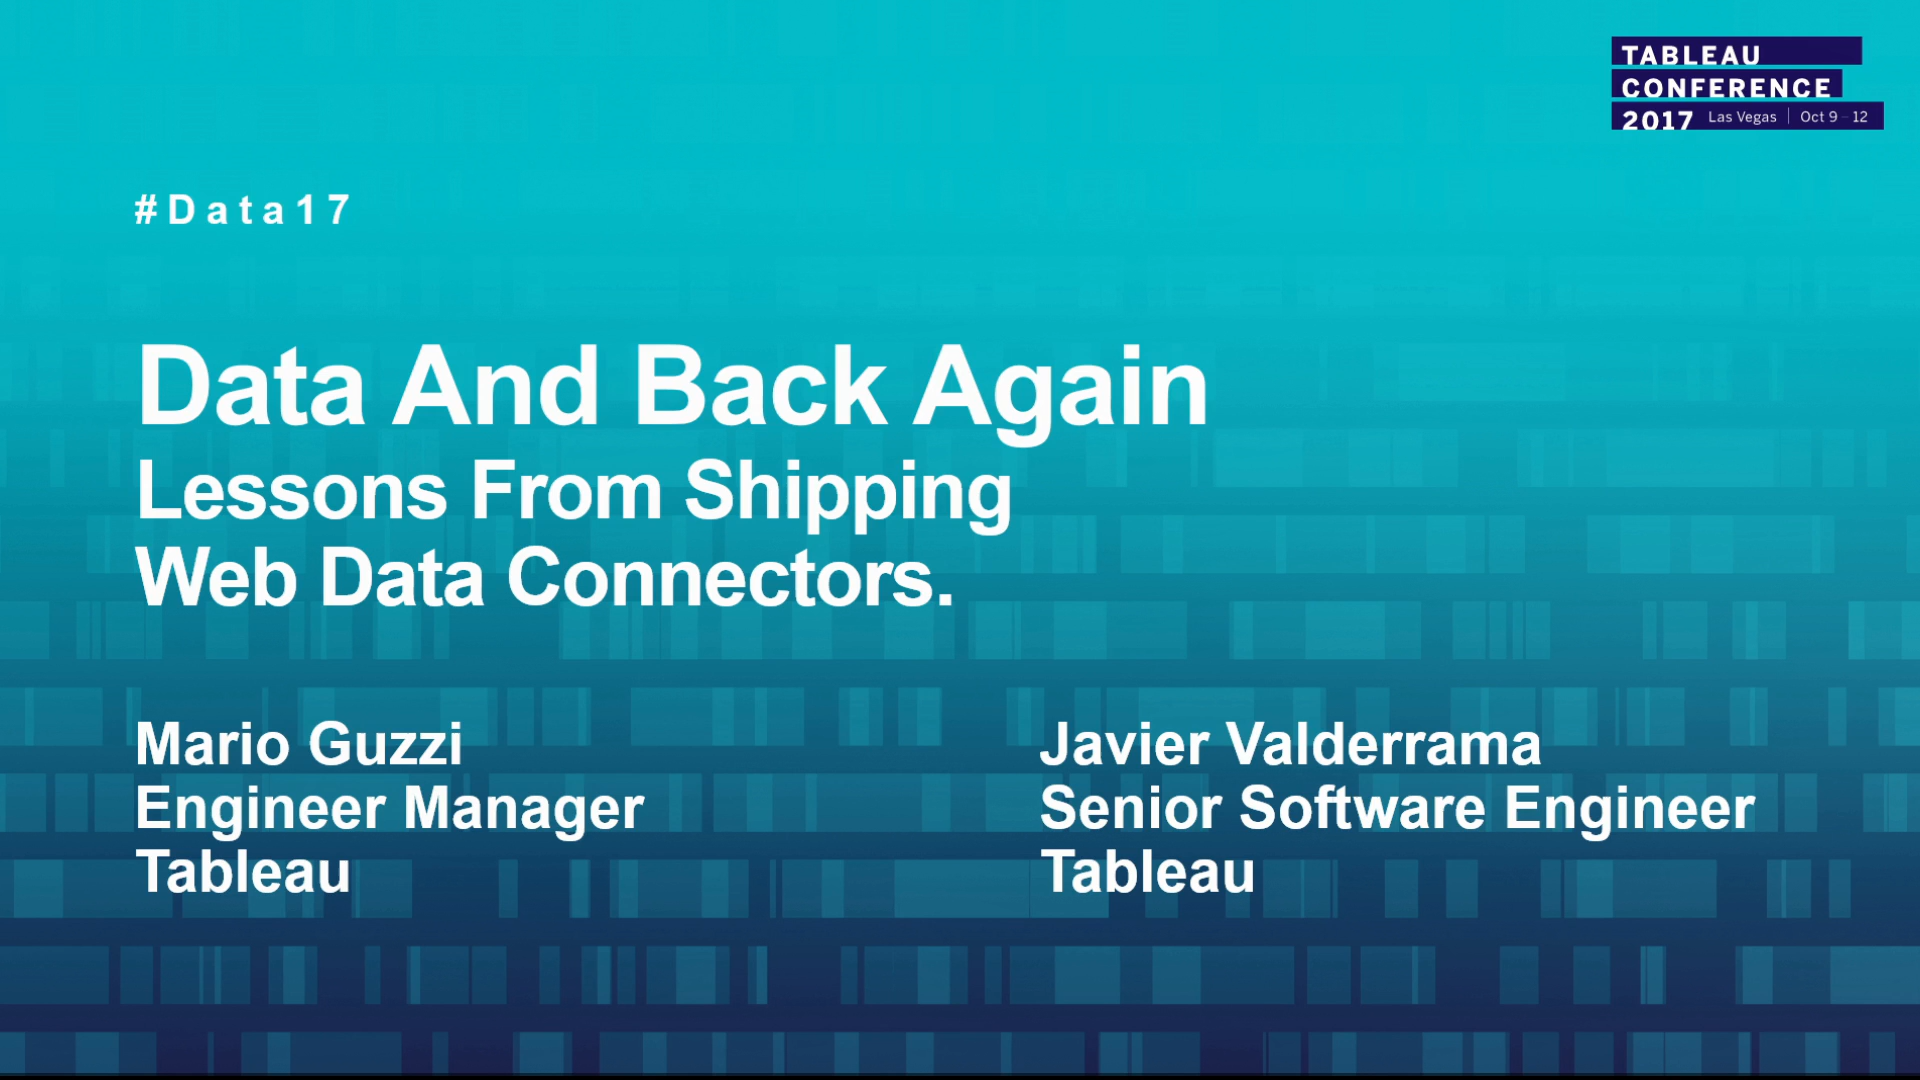 TABLEAU
CONFERENCE
2017 Las Vegas | Oct 9 – 12
#Data17
Data And Back Again
Lessons From Shipping
Web Data Connectors.
Mario Guzzi
Engineer Manager
Tableau
Javier Valderrama
Senior Software Engineer
Tableau